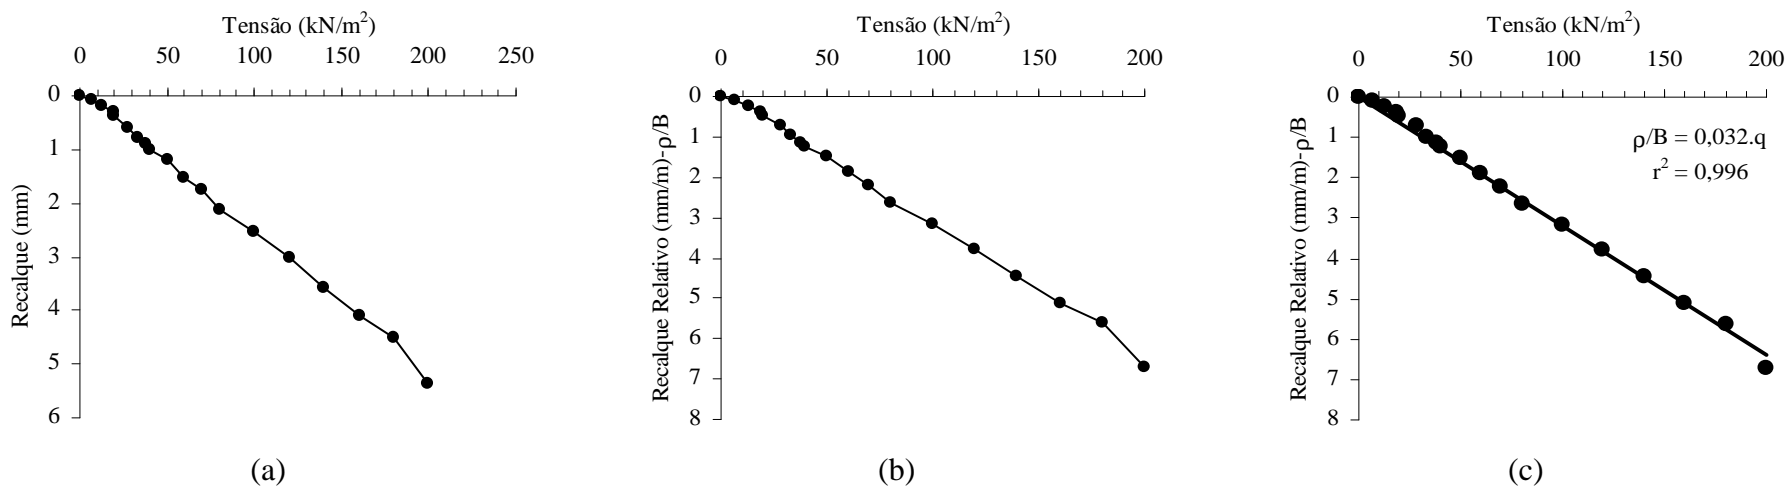 Tensão (kN/m²)
0 50 100 150 200 250
0
1
2
3
4
5
6
Recalque (mm)
(a)
Tensão (kN/m²)
0 50 100 150 200
0
1
2
3
4
5
6
7
8
Recalque Relativo (mm/m)-ρ/B
(b)
Tensão (kN/m²)
0 50 100 150 200
0
1
2
3
4
5
6
7
8
Recalque Relativo (mm/m)-ρ/B
ρ/B = 0,032.q
r² = 0,996
(c)